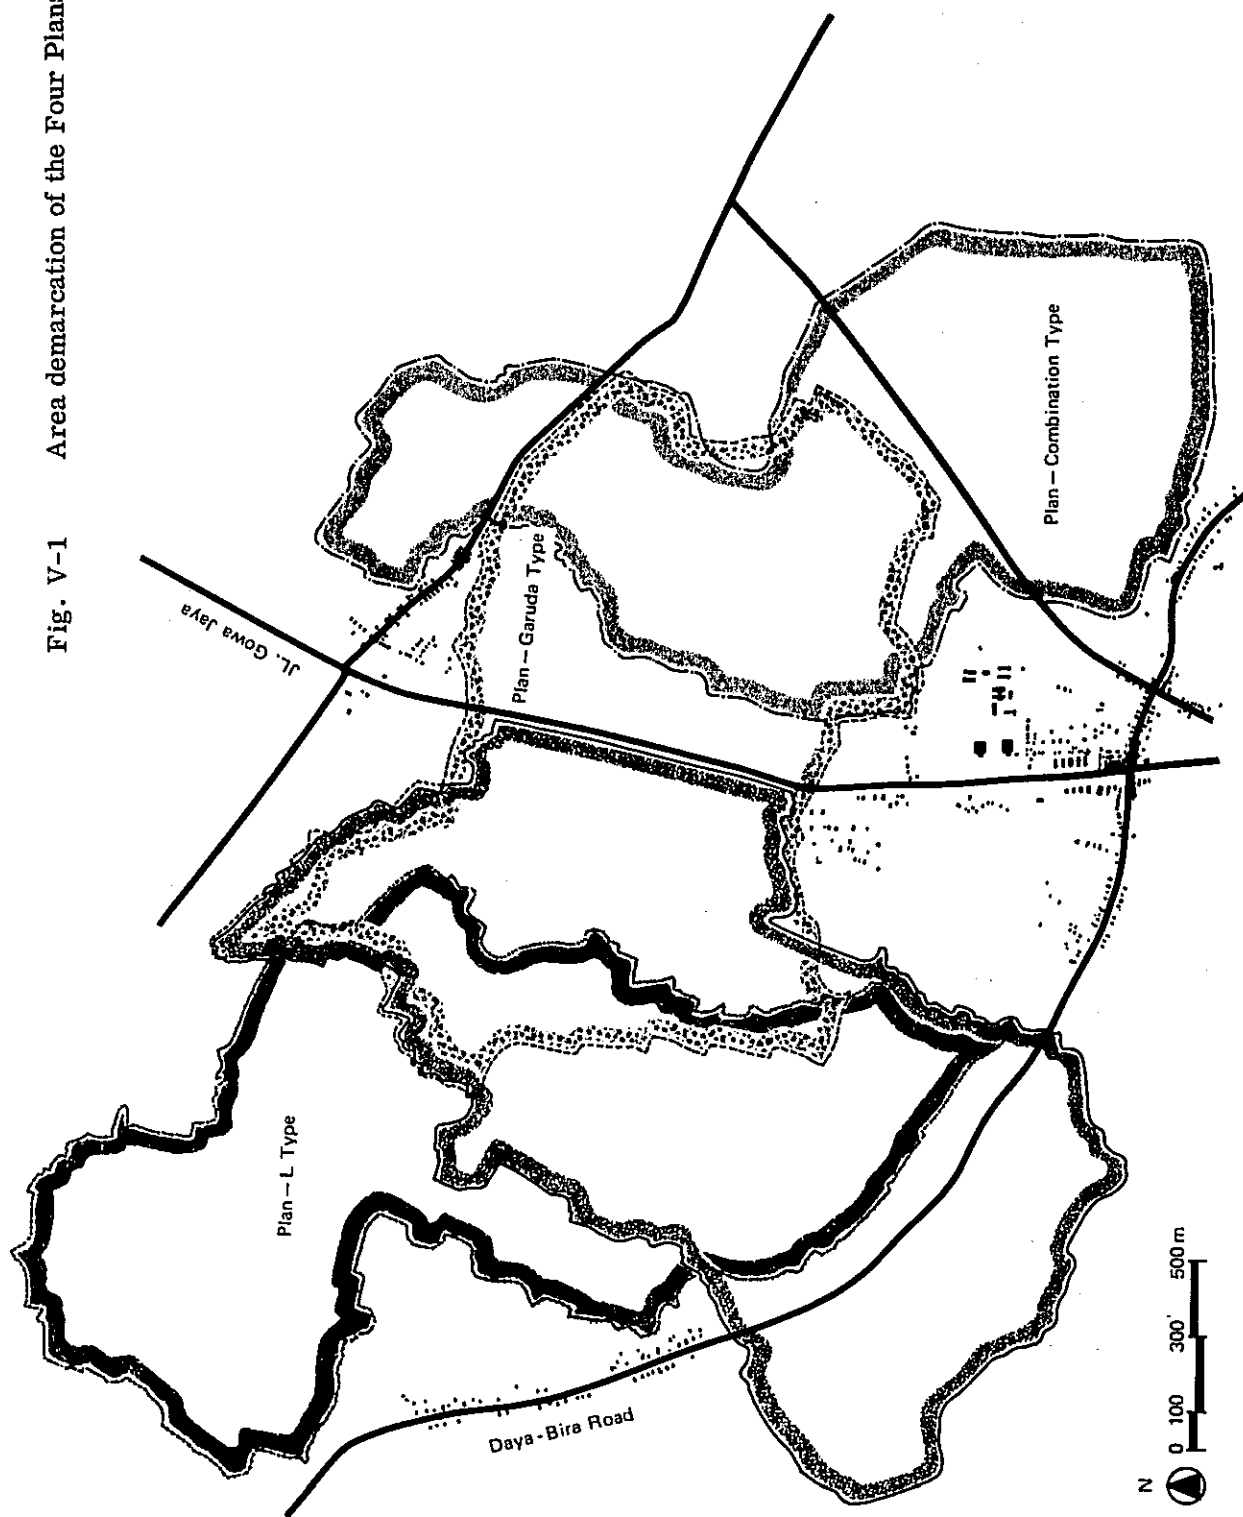 Fig. V-1 Area demarcation of the Four Plans
JL. Gowa Jaya
Plan – Garuda Type
Plan – Combination Type
Plan – L Type
Daya-Bira Road
N
0 100 300 500 m